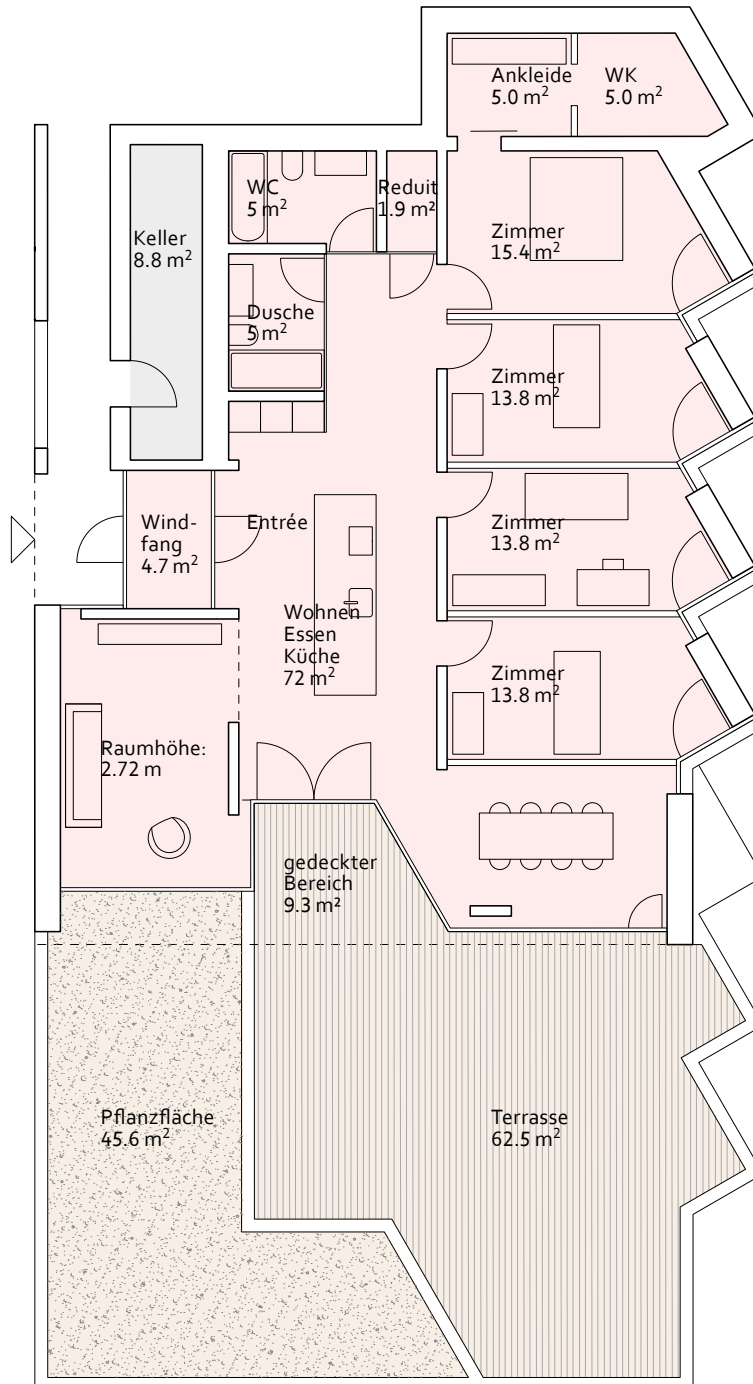 Ankleide
5.0 m²
WK
5.0 m²
WC
5 m²
Reduit
1.9 m²
Keller
8.8 m²
Zimmer
15.4 m²
Dusche
5 m²
Zimmer
13.8 m²
Wind-
fang
4.7 m²
Entrée
Zimmer
13.8 m²
Wohnen
Essen
Küche
72 m²
Zimmer
13.8 m²
Raumhöhe:
2.72 m
gedeckter
Bereich
9.3 m²
Pflanzfläche
45.6 m²
Terrasse
62.5 m²